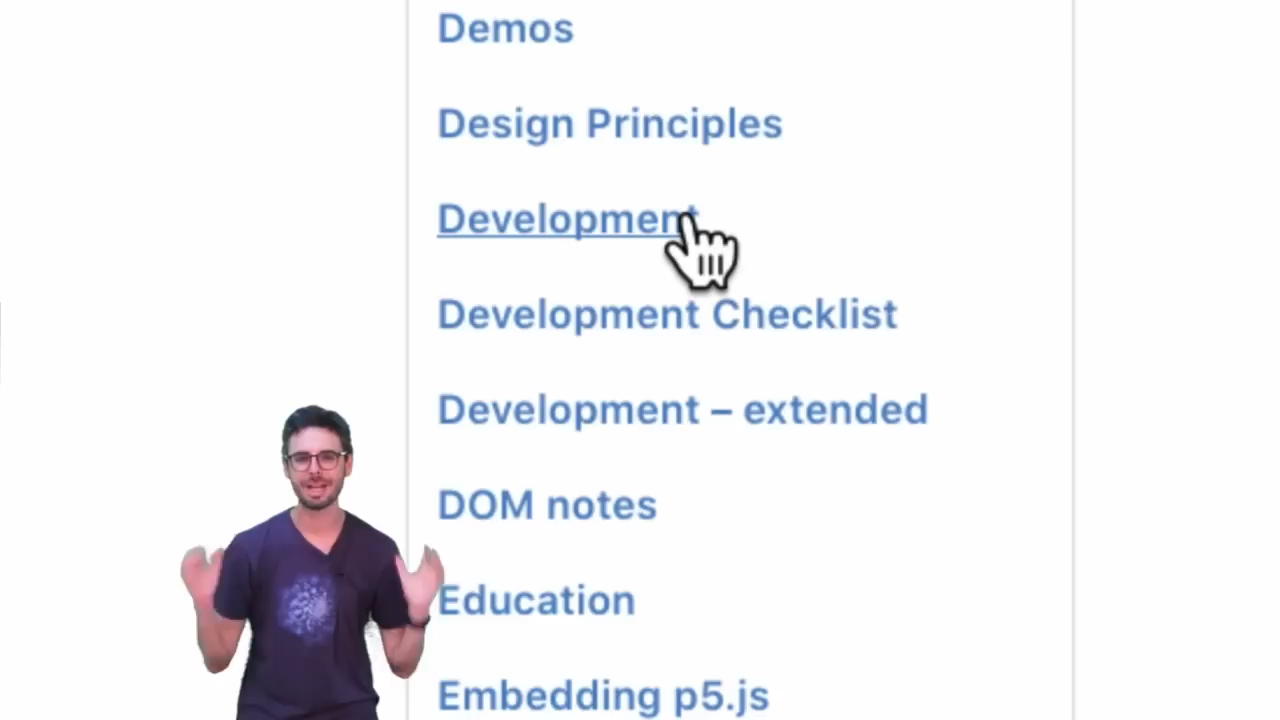 Demos
Design Principles
Development
Development Checklist
Development – extended
DOM notes
Education
Embedding p5.js